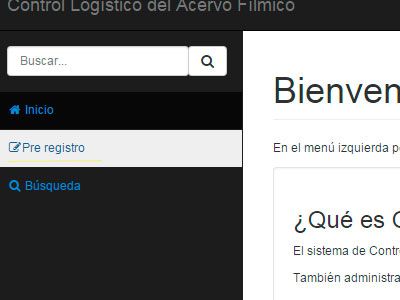 Control Logístico del Acervo Fílmico
Buscar...
Inicio
Pre registro
Búsqueda
Bienven
En el menú izquierda p
¿Qué es C
El sistema de Contr
También administra